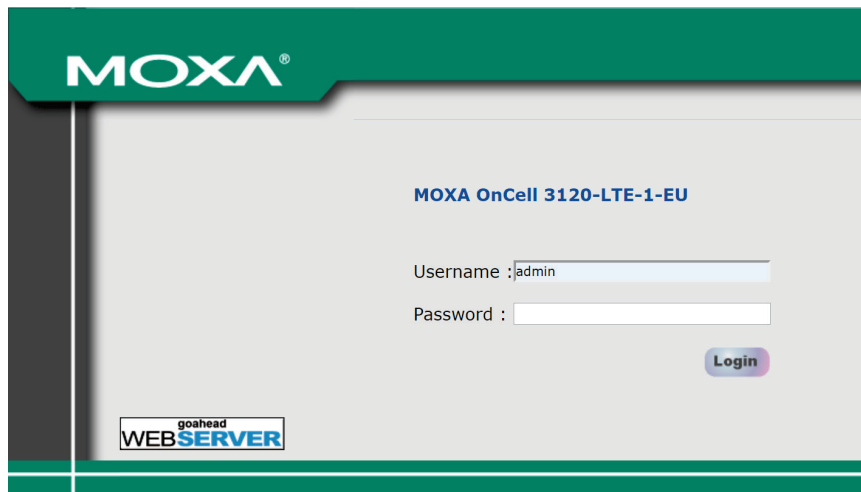 MOXA®
MOXA OnCell 3120-LTE-1-EU
Username : admin
Password :
Login
goahead
WEBSERVER